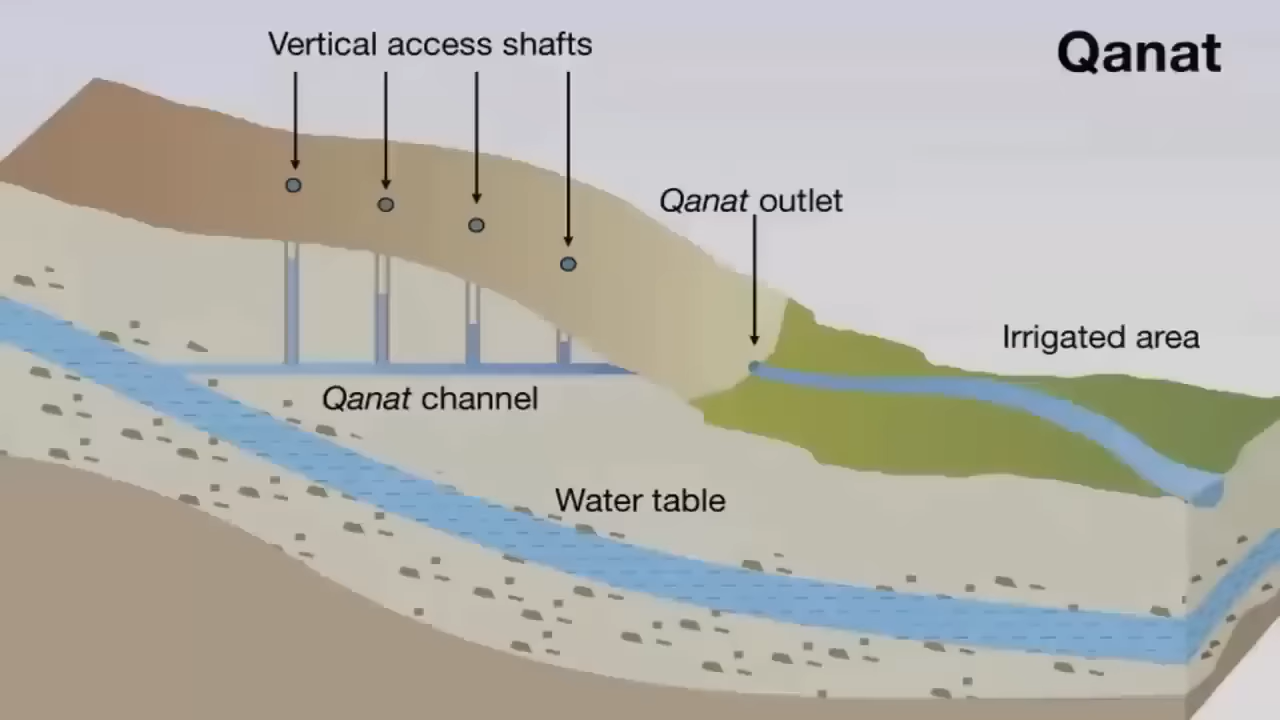 Qanat
Vertical access shafts
Qanat outlet
Irrigated area
Qanat channel
Water table